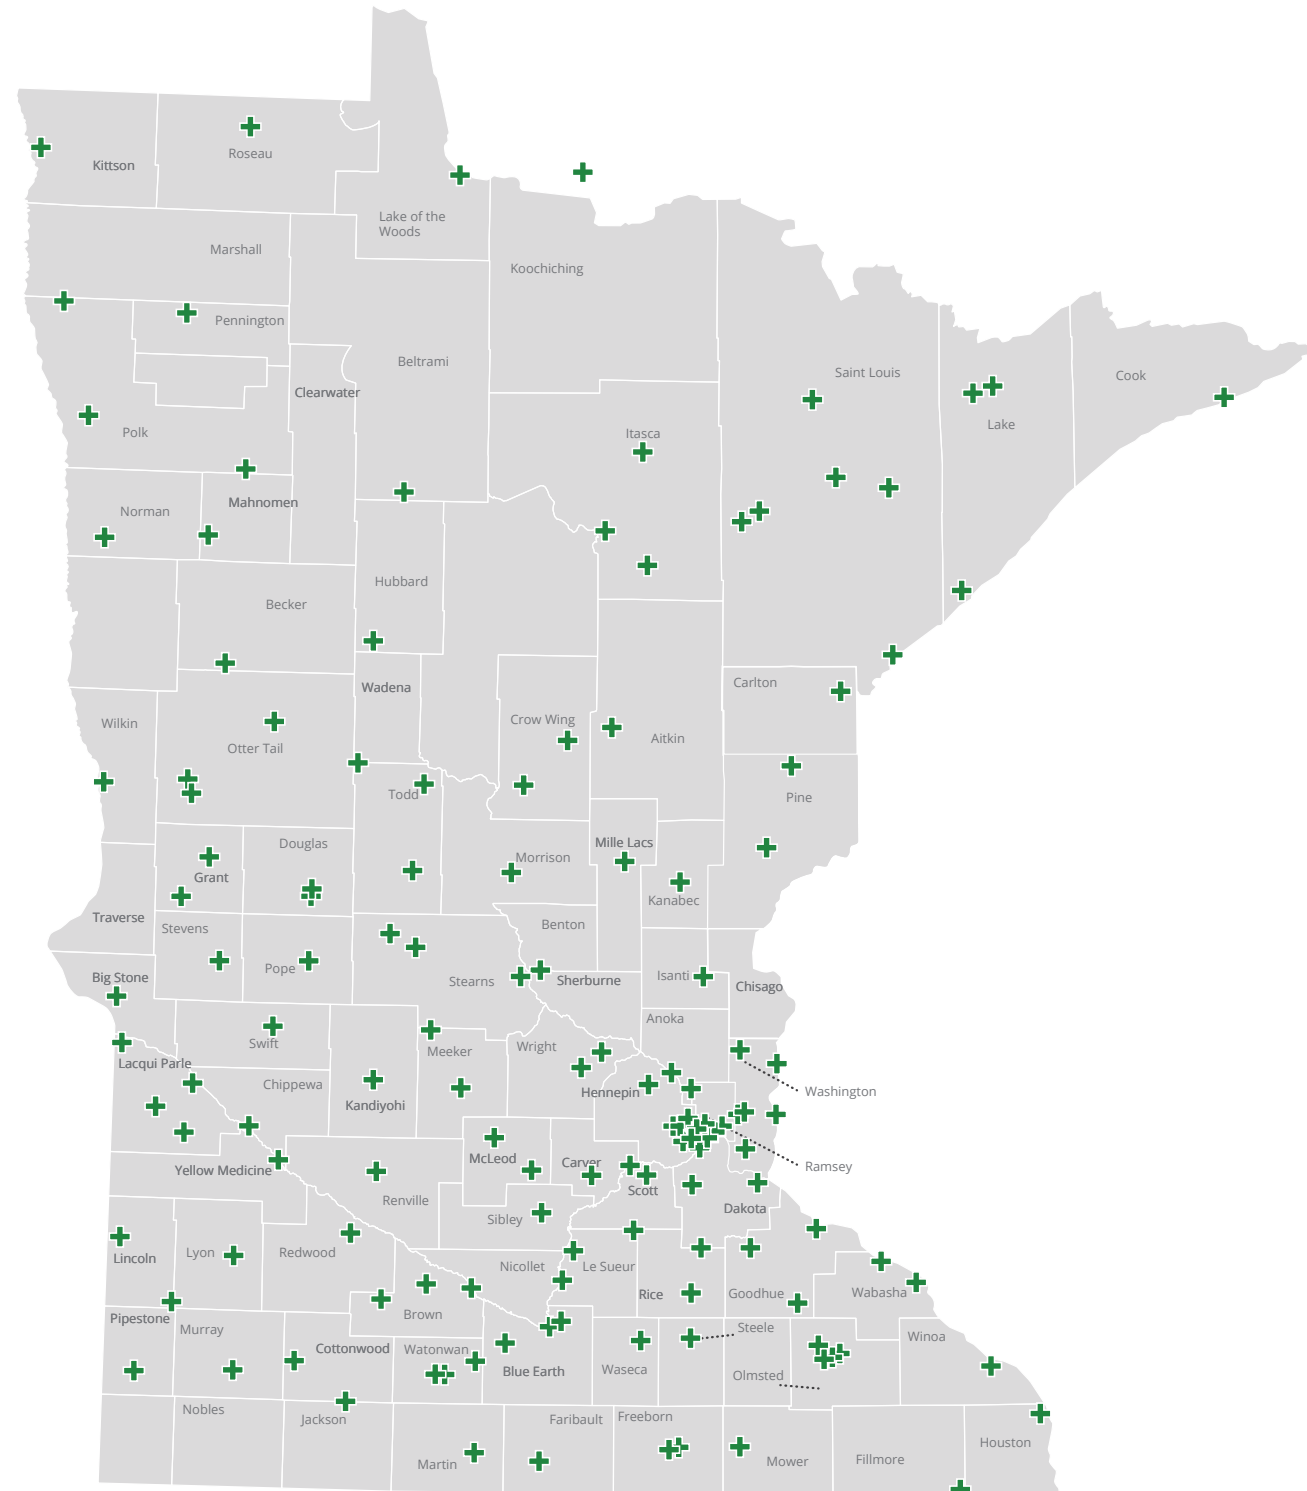 Kittson
Roseau
Lake of the
Woods
Marshall
Koochiching
Pennington
Beltrami
Saint Louis
Cook
Clearwater
Lake
Polk
Itasca
Mahnomen
Norman
Hubbard
Becker
Carlton
Wadena
Wilkin
Crow Wing
Aitkin
Otter Tail
Todd
Pine
Douglas
Mille Lacs
Morrison
Grant
Kanabec
Traverse
Stevens
Benton
Pope
Big Stone
Stearns
Sherburne
Isanti
Chisago
Anoka
Swift
Meeker
Wright
Lacqui Parle
Chippewa
Hennepin
Washington
Kandiyohi
McLeod
Carver
Ramsey
Yellow Medicine
Scott
Renville
Dakota
Sibley
Lincoln
Lyon
Redwood
Nicollet
Le Sueur
Rice
Goodhue
Wabasha
Pipestone
Murray
Brown
Steele
Winoa
Cottonwood
Watonwan
Blue Earth
Waseca
Olmsted
Nobles
Jackson
Faribault
Freeborn
Houston
Martin
Mower
Fillmore